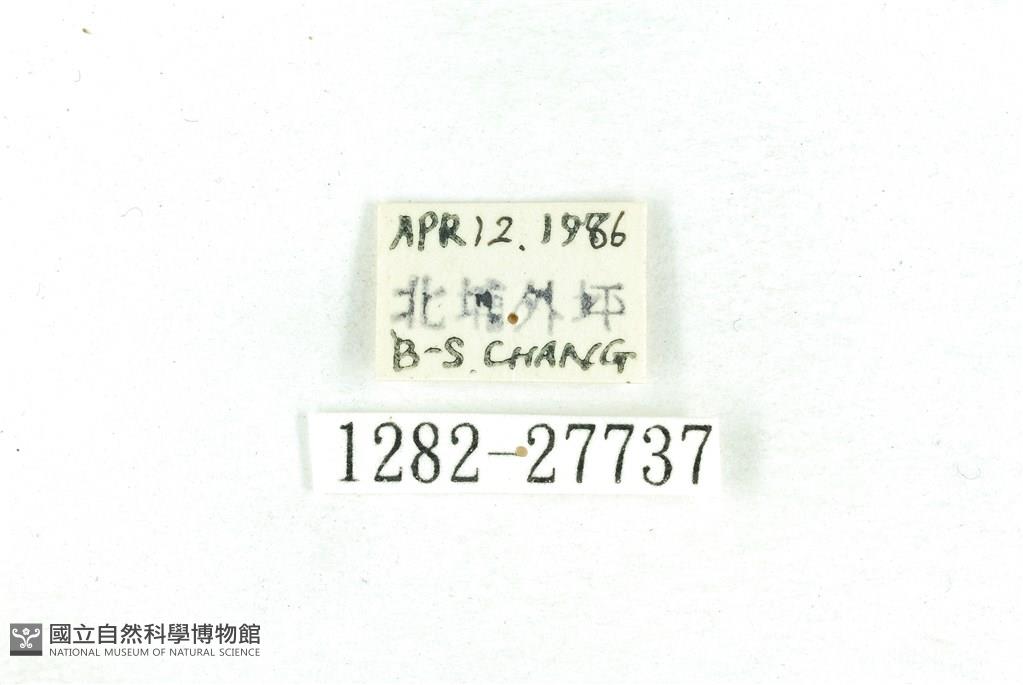 APR 12. 1986
北埔外坪
B-S. CHANG
1282-27737
國立自然科學博物館
NATIONAL MUSEUM OF NATURAL SCIENCE